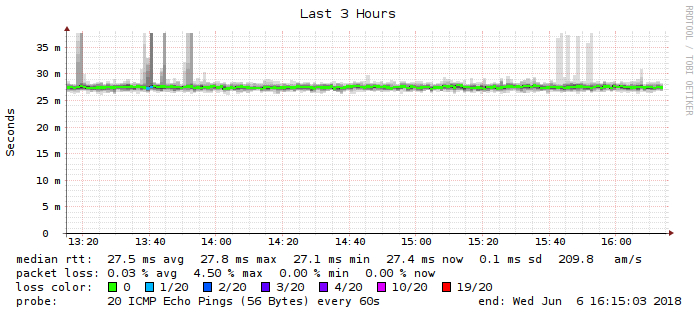 Last 3 Hours
RRDTOOL / TOBI OETIKER
Seconds
35 m
30 m
25 m
20 m
15 m
10 m
5 m
0
13:20 13:40 14:00 14:20 14:40 15:00 15:20 15:40 16:00
median rtt: 27.5 ms avg 27.8 ms max 27.1 ms min 27.4 ms now 0.1 ms sd 209.8 am/s
packet loss: 0.03 % avg 4.50 % max 0.00 % min 0.00 % now
loss color: 0 1/20 2/20 3/20 4/20 10/20 19/20
probe: 20 ICMP Echo Pings (56 Bytes) every 60s end: Wed Jun 6 16:15:03 2018